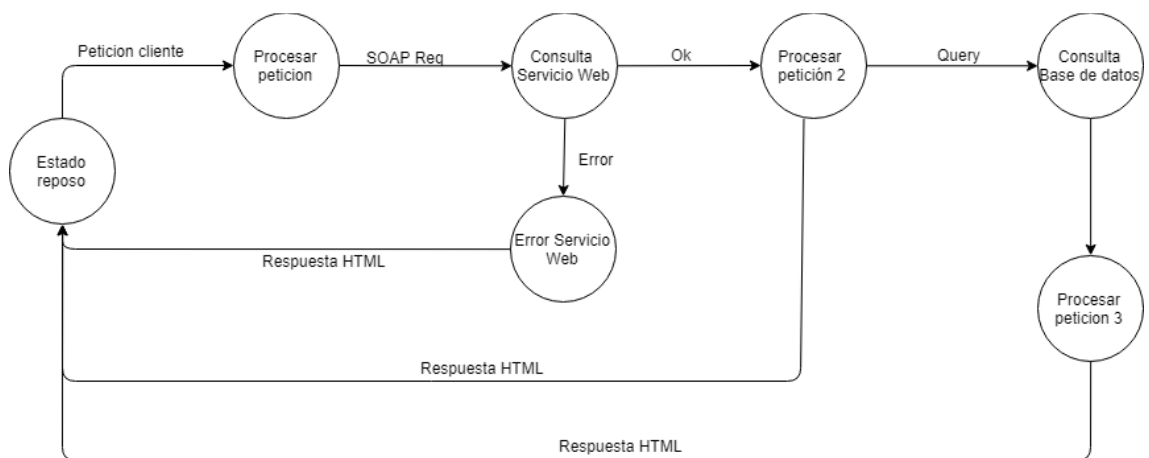 Peticion cliente
Procesar
peticion
SOAP Req
Consulta
Servicio Web
Ok
Procesar
petición 2
Query
Consulta
Base de datos
Estado
reposo
Error
Error Servicio
Web
Respuesta HTML
Procesar
peticion 3
Respuesta HTML
Respuesta HTML